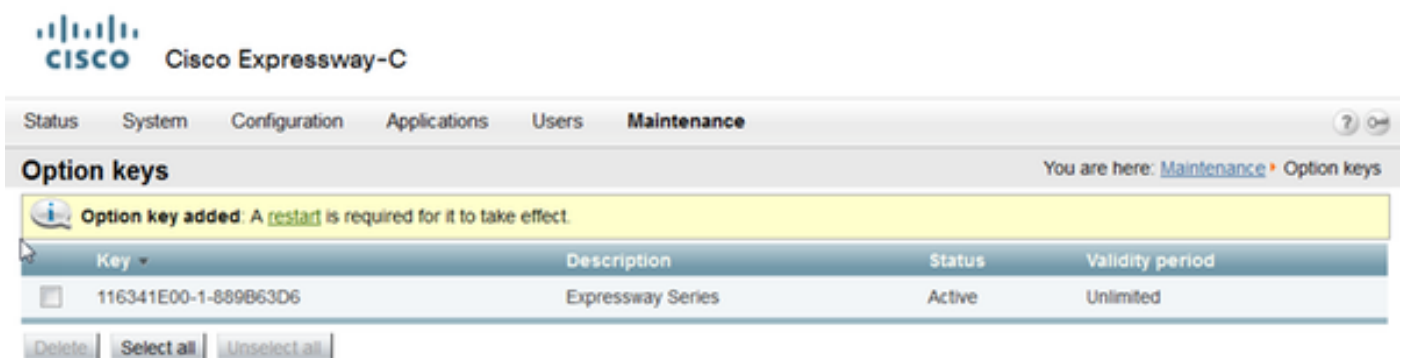 CISCO Cisco Expressway-C
Status System Configuration Applications Users Maintenance ?
Option keys You are here: Maintenance Option keys
Option key added: A restart is required for it to take effect.
Key Description Status Validity period
116341E00-1-889B63D6 Expressway Series Active Unlimited
Delete Select all Unselect all